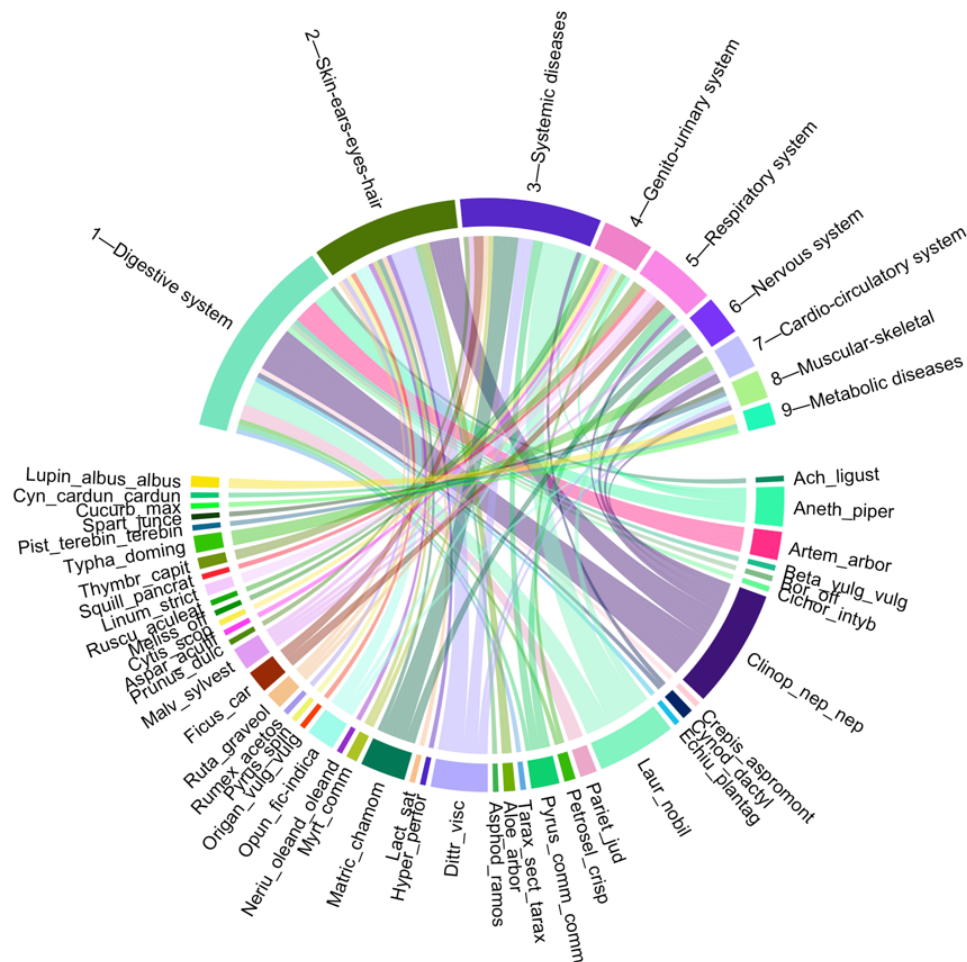 1—Digestive system
2—Skin-ears-eyes-hair
3—Systemic diseases
4—Genito-urinary system
5—Respiratory system
6—Nervous system
7—Cardio-circulatory system
8—Muscular-skeletal
9—Metabolic diseases
Ach_ligust
Aneth_piper
Artem_arbor
Beta_vulg_vulg
Bor_off
Cichor_intyb
Clinop_nep_nep
Crepis_aspromont
Cynod_dactyl
Echiu_plantag
Laur_nobil
Pariet_jud
Petrosel_crisp
Pyrus_comm_comm
Tarax_sect_tarax
Aloe_arbor
Asphod_ramos
Dittr_visc
Hyper_perfor
Lact_sat
Matric_chamom
Myrt_comm
Neriu_oleand_oleand
Opun_fic-indica
Origan_vulg_vulg
Pyrus_spin
Rumex_acetos
Ruta_graveol
Ficus_car
Malv_sylvest
Prunus_dulc
Aspar_acutif
Cytis_scop
Meliss_off
Ruscu_aculeat
Linum_strict
Squill_pancrat
Thymbr_capit
Typha_doming
Pist_terebin_terebin
Spart_junce
Cucurb_max
Cyn_cardun_cardun
Lupin_albus_albus